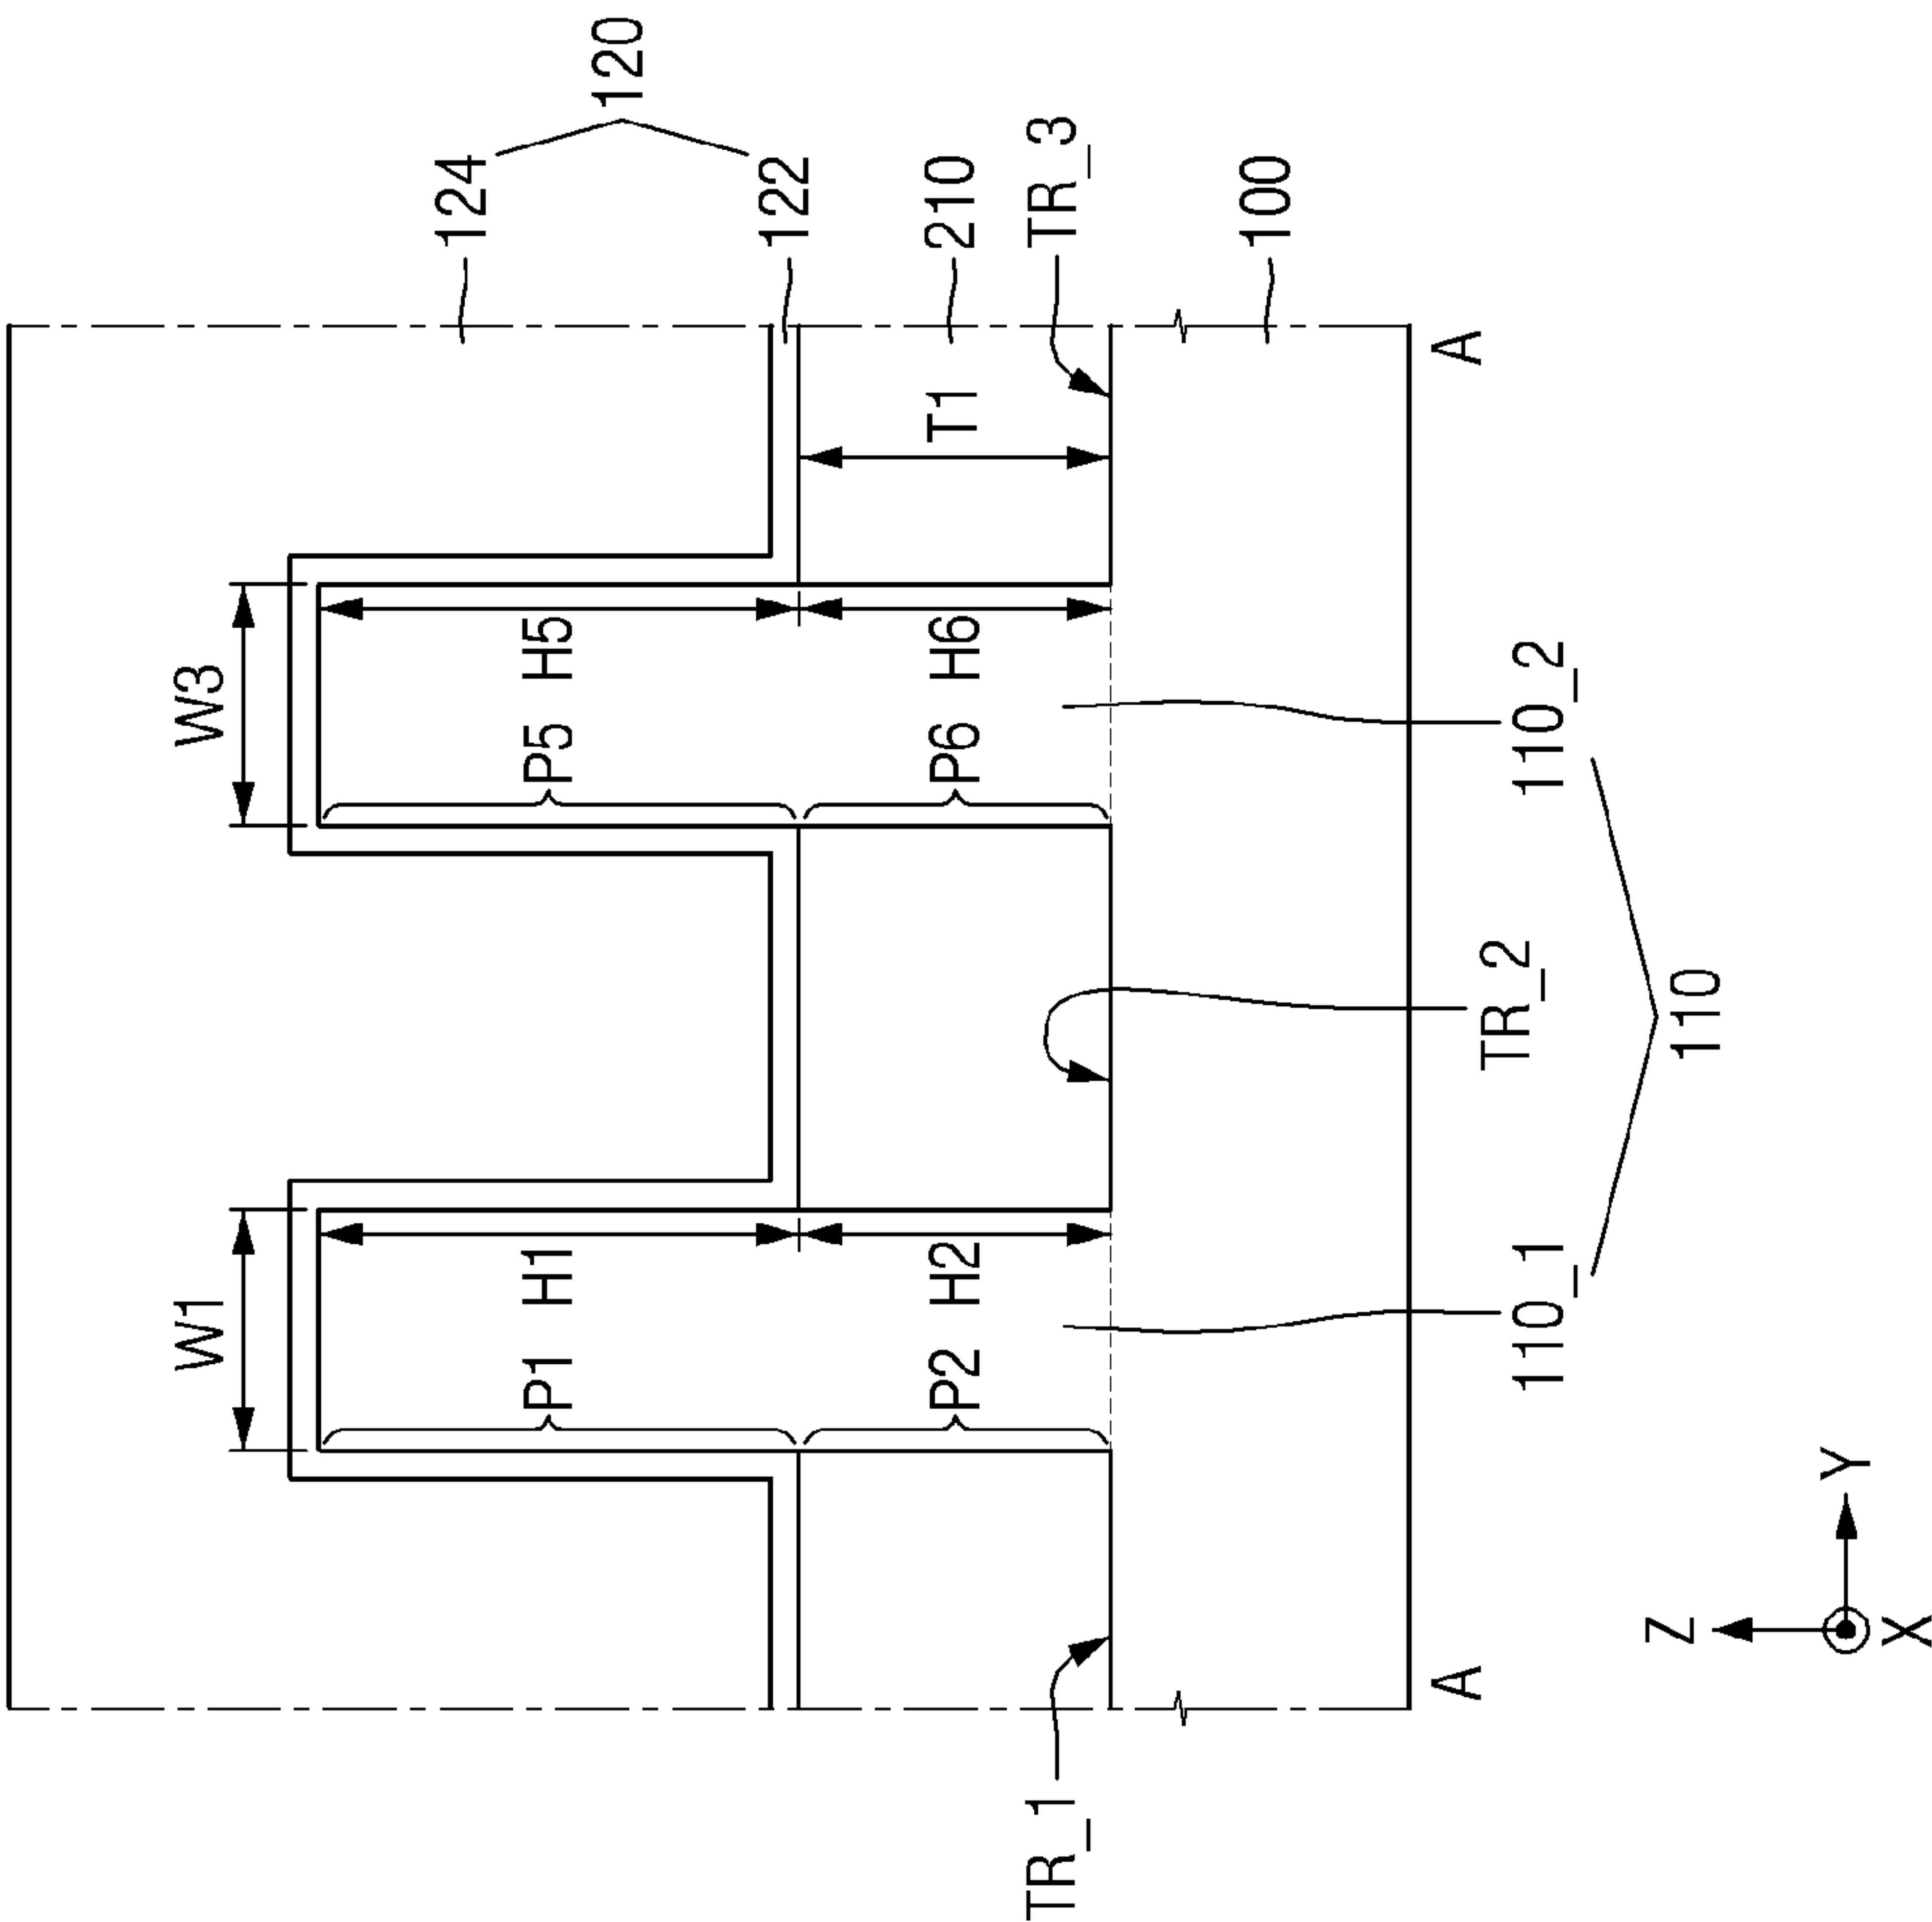 W1
W3
124
P1 H1
P5 H5
120
122
P2 H2
P6 H6
T1
210
TR_1
TR_3
100
A
A
TR_2
110_1
110_2
110
Z
Y
X